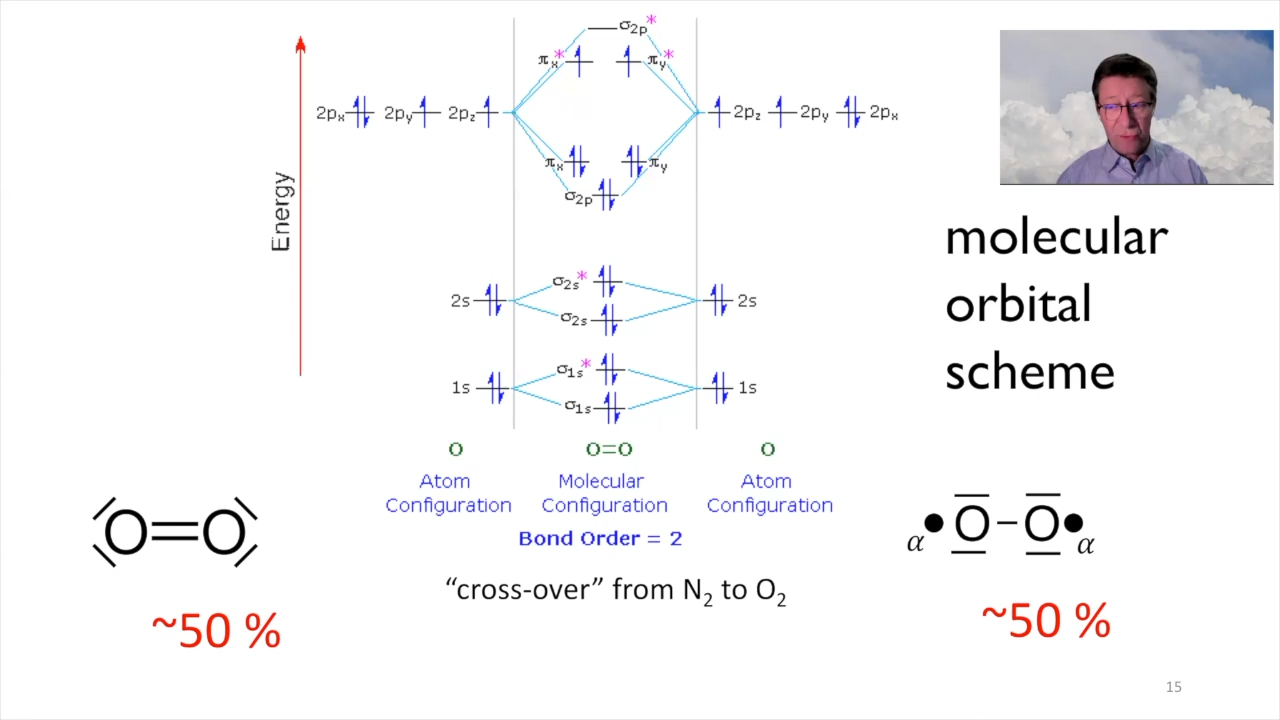 σ2p*
πx* πy*
2px 2py 2pz 2pz 2py 2px
πx πy
σ2p
Energy
molecular
orbital
scheme
σ2s*
2s 2s
σ2s
σ1s*
1s 1s
σ1s
O O=O O
Atom Configuration
Molecular Configuration
Atom Configuration
Bond Order = 2
O=O
α •O–O• α
"cross-over" from N2 to O2
~50 %
~50 %
15